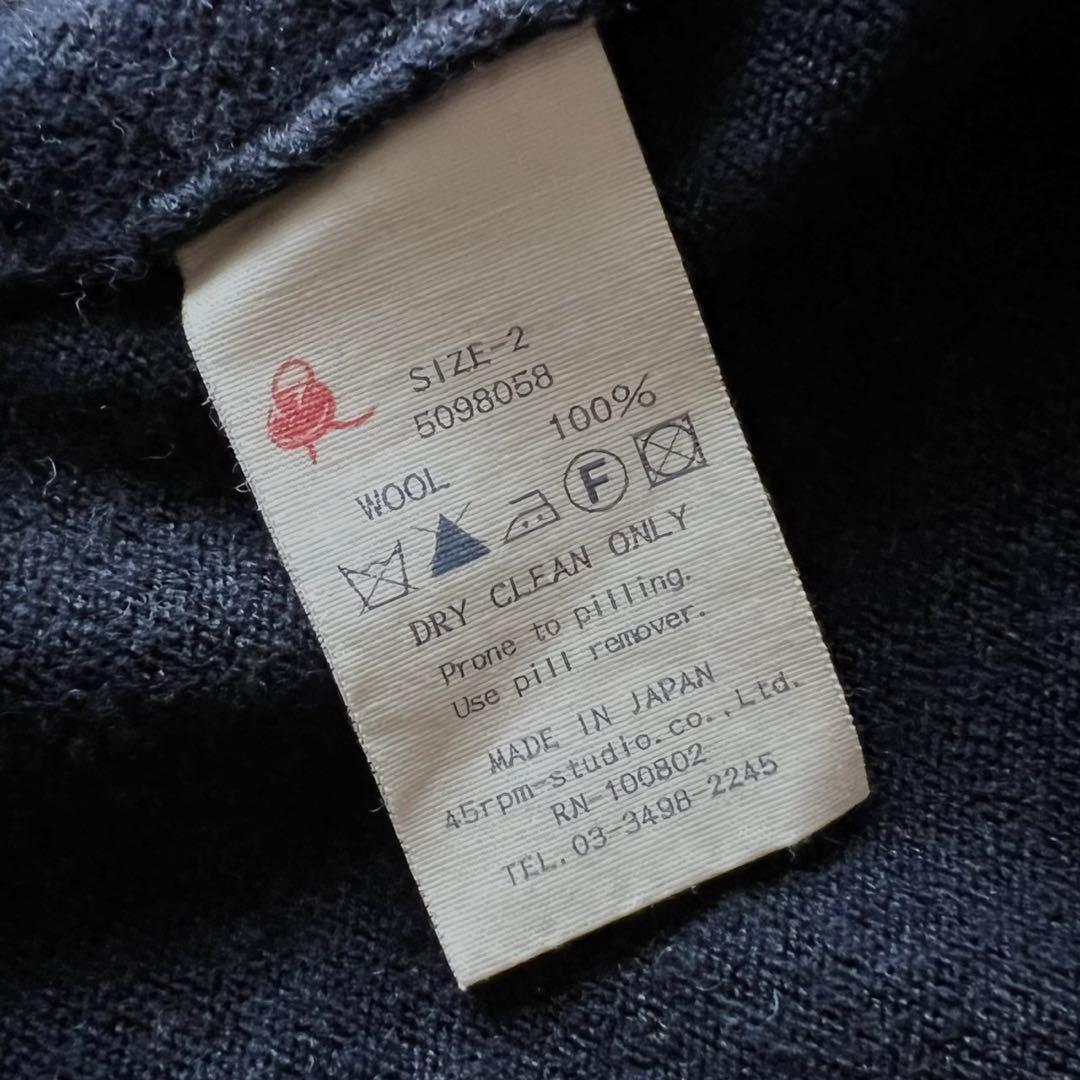 SIZE-2
5098058
WOOL 100%
F
DRY CLEAN ONLY
Prone to pilling.
Use pill remover.
MADE IN JAPAN
45rpm-studio.co.,Ltd.
RN-100802
TEL.03-3498-2245